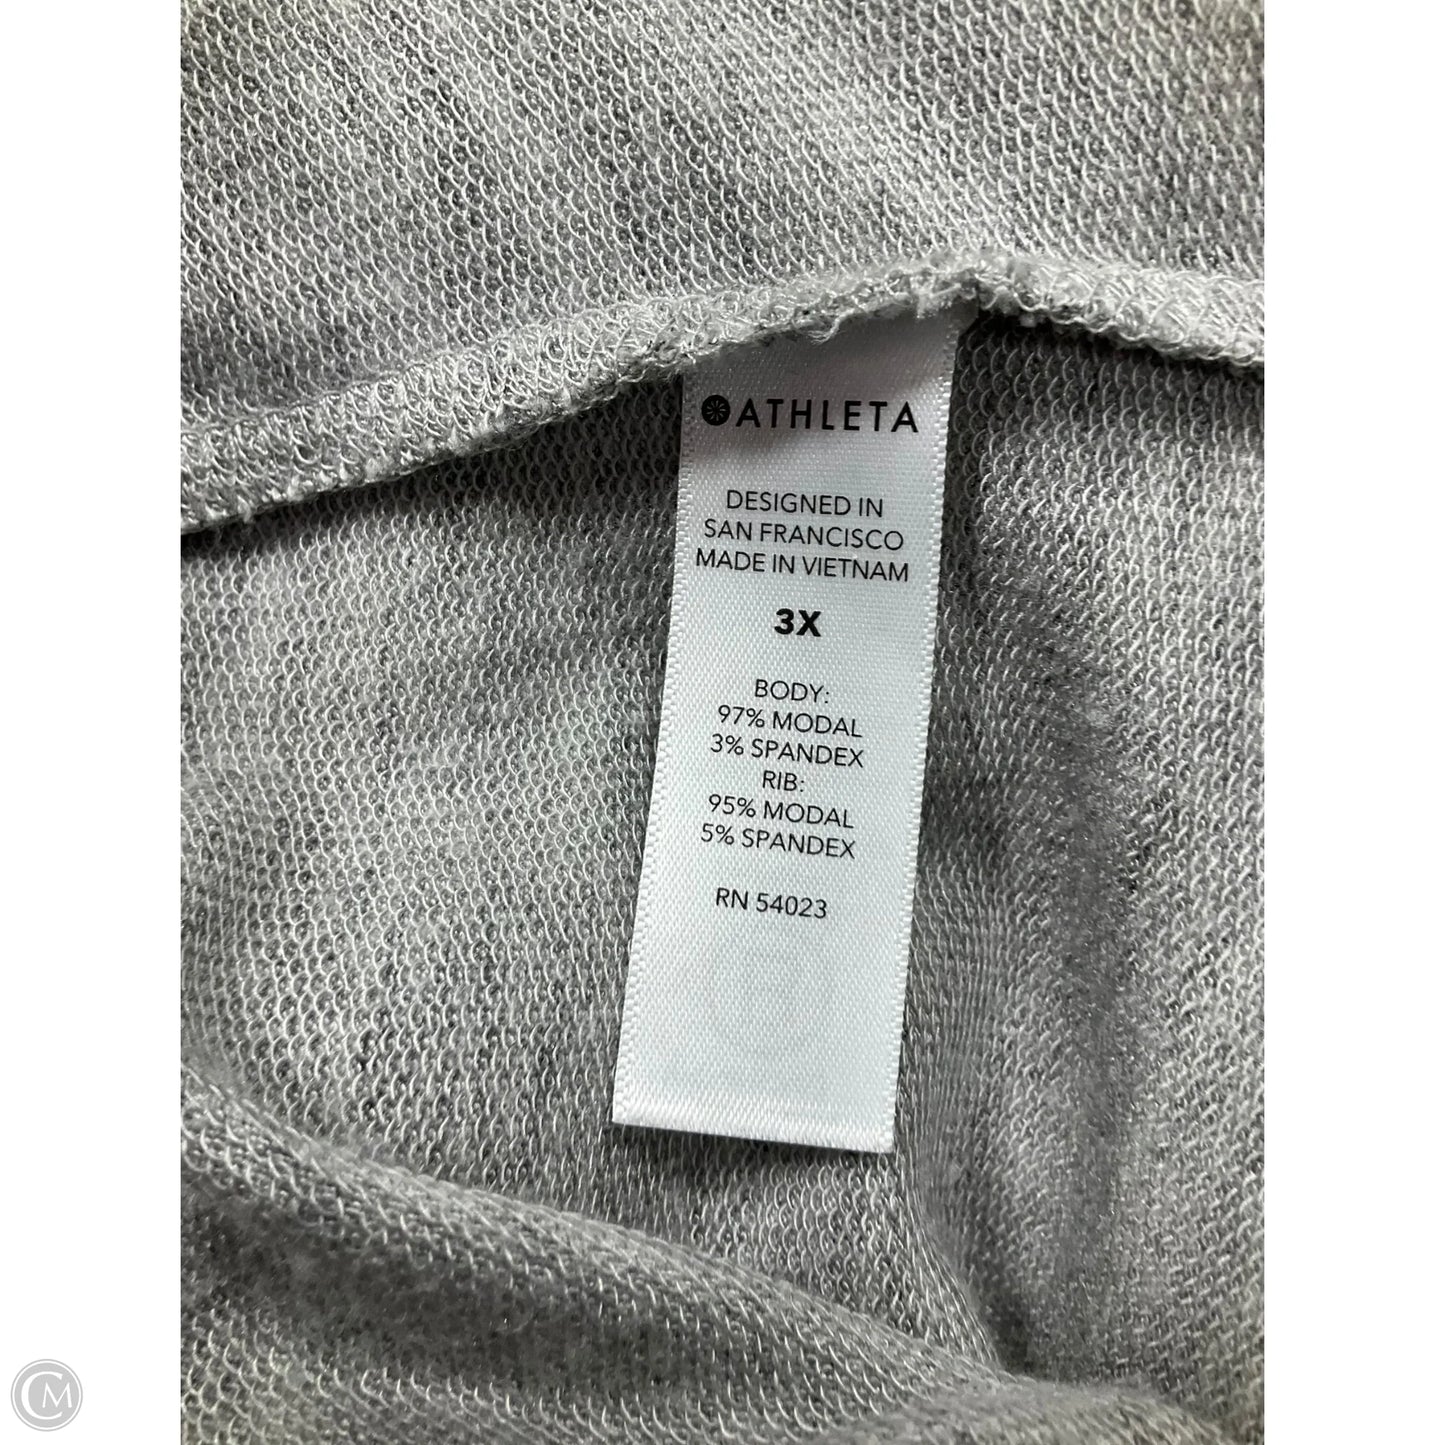 ATHLETA
DESIGNED IN
SAN FRANCISCO
MADE IN VIETNAM
3X
BODY:
97% MODAL
3% SPANDEX
RIB:
95% MODAL
5% SPANDEX
RN 54023
CM